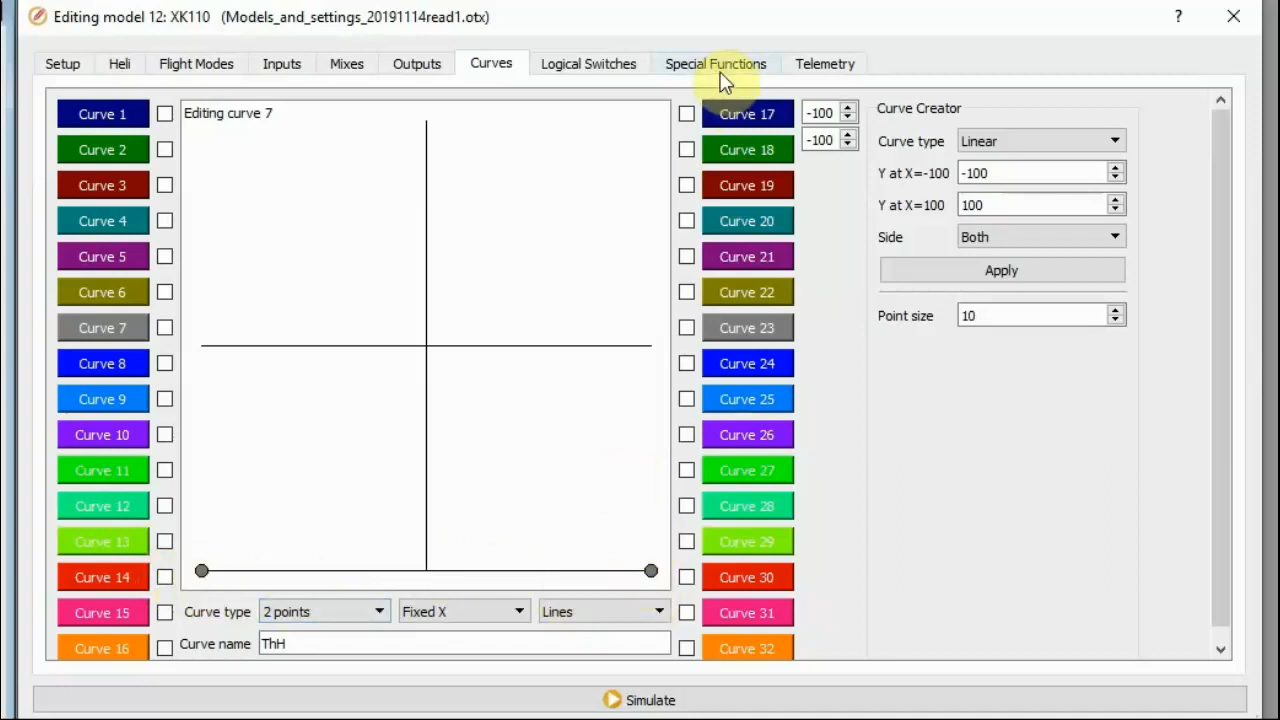 Editing model 12: XK110   (Models_and_settings_20191114read1.otx)
?
Setup Heli Flight Modes Inputs Mixes Outputs Curves Logical Switches Special Functions Telemetry
Curve 1
Curve 2
Curve 3
Curve 4
Curve 5
Curve 6
Curve 7
Curve 8
Curve 9
Curve 10
Curve 11
Curve 12
Curve 13
Curve 14
Curve 15
Curve 16
Editing curve 7
Curve type 2 points Fixed X Lines
Curve name ThH
Curve 17
Curve 18
Curve 19
Curve 20
Curve 21
Curve 22
Curve 23
Curve 24
Curve 25
Curve 26
Curve 27
Curve 28
Curve 29
Curve 30
Curve 31
Curve 32
-100
-100
Curve Creator
Curve type Linear
Y at X=-100 -100
Y at X=100 100
Side Both
Apply
Point size 10
Simulate